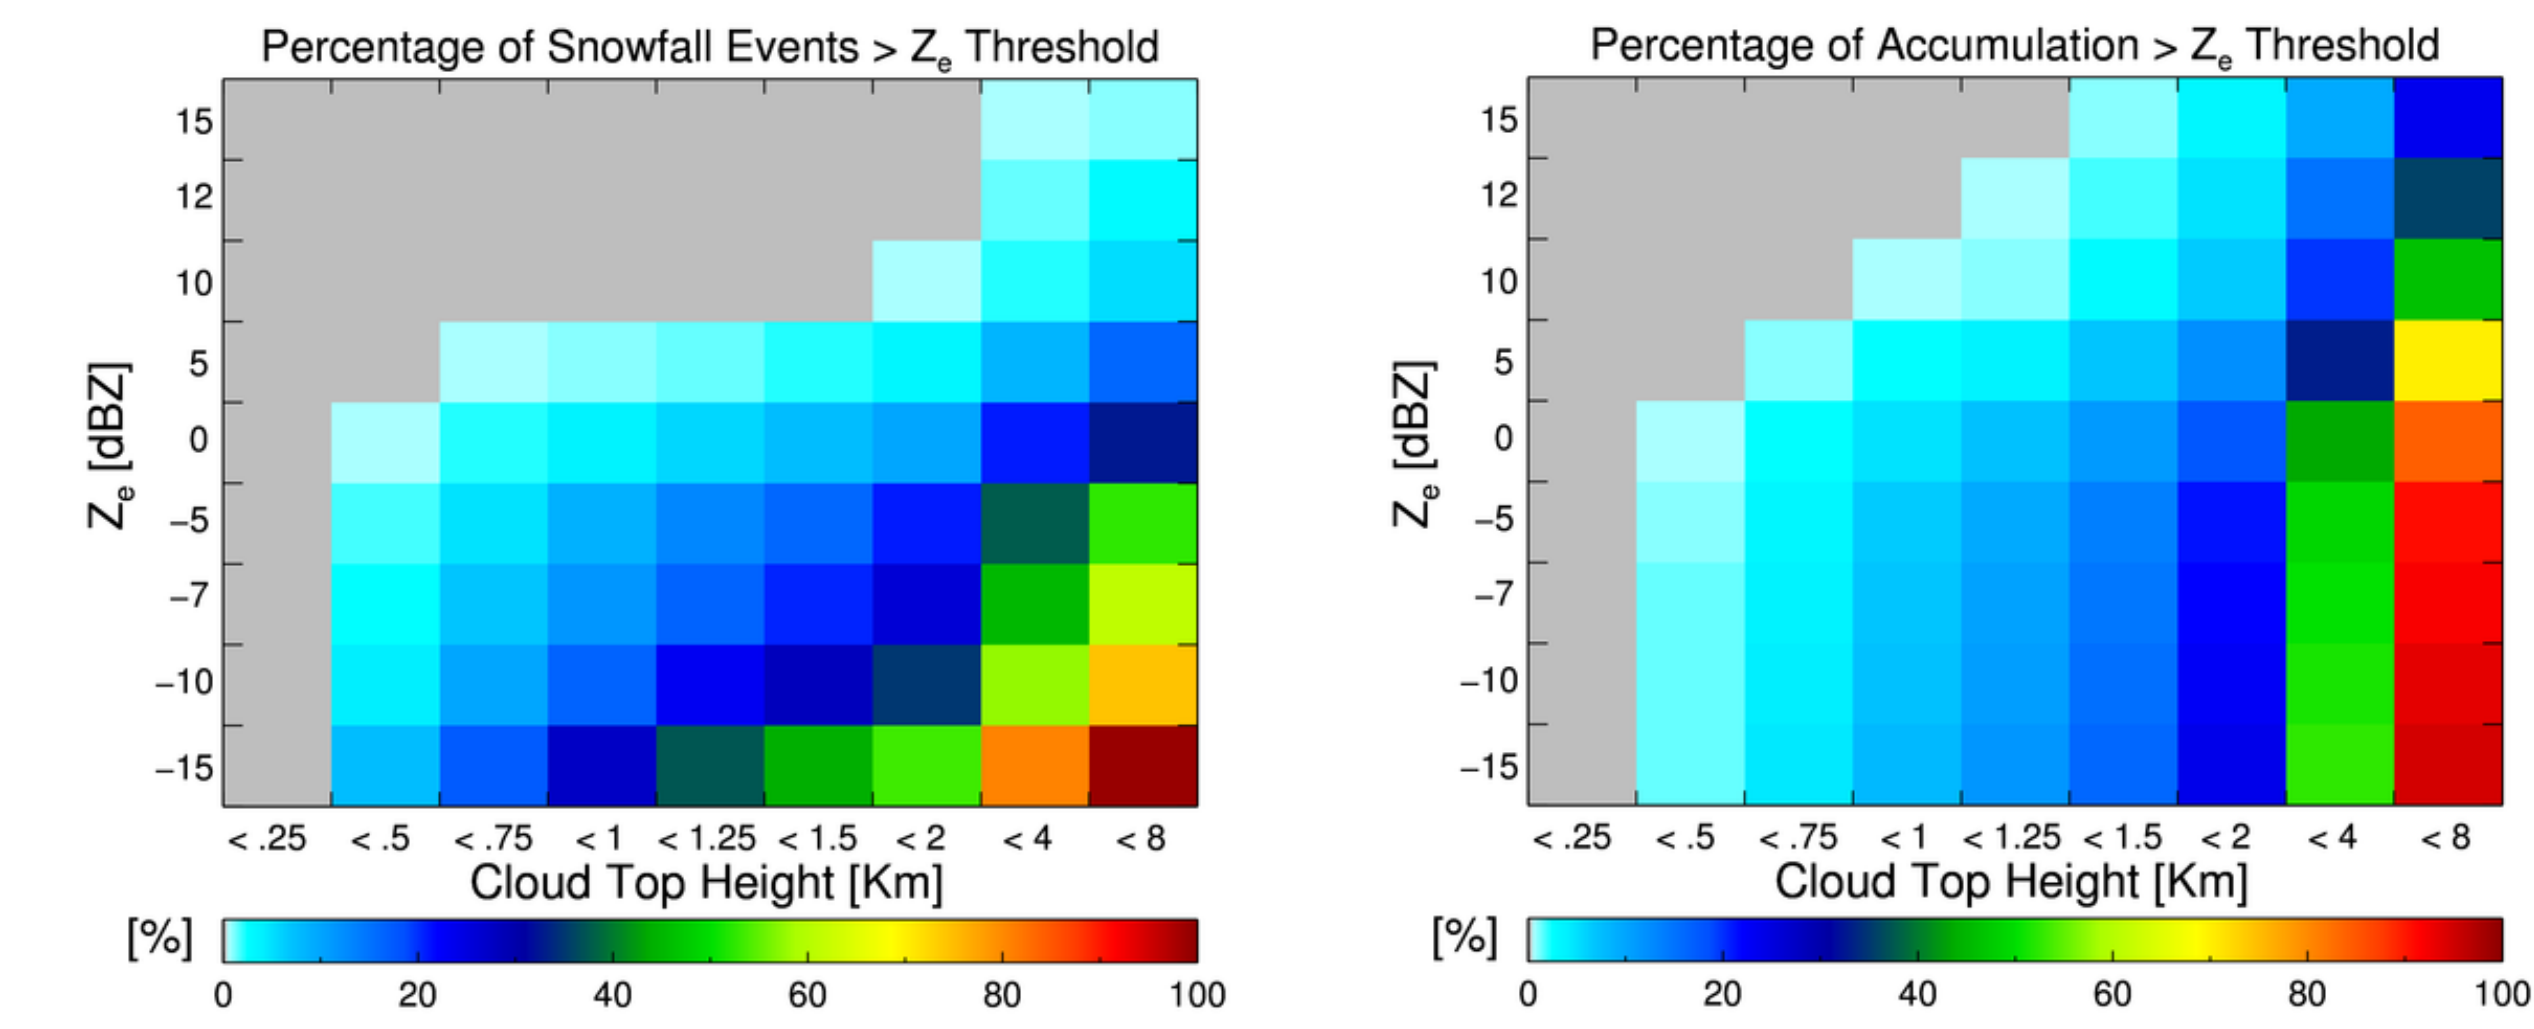 Percentage of Snowfall Events > Ze Threshold
15
12
10
5
0
−5
−7
−10
−15
Ze [dBZ]
< .25 < .5 < .75 < 1 < 1.25 < 1.5 < 2 < 4 < 8
Cloud Top Height [Km]
[%]
0 20 40 60 80 100
Percentage of Accumulation > Ze Threshold
15
12
10
5
0
−5
−7
−10
−15
Ze [dBZ]
< .25 < .5 < .75 < 1 < 1.25 < 1.5 < 2 < 4 < 8
Cloud Top Height [Km]
[%]
0 20 40 60 80 100